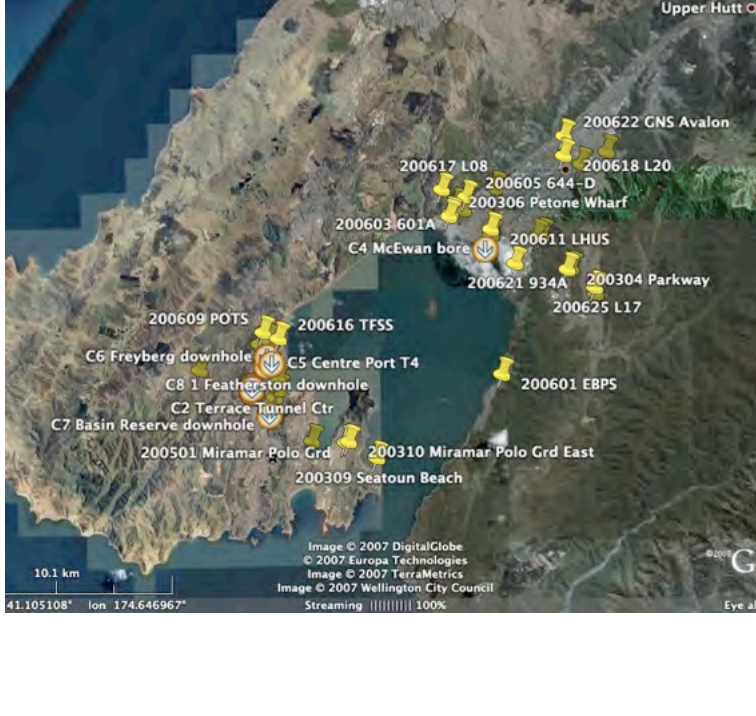 Upper Hutt
200622 GNS Avalon
200617 L08
200618 L20
200605 644-D
200306 Petone Wharf
200603 601A
C4 McEwan bore
200611 LHUS
200621 934A
200304 Parkway
200625 L17
200609 POTS
200616 TFSS
C6 Freyberg downhole
C5 Centre Port T4
C8 1 Featherston downhole
200601 EBPS
C2 Terrace Tunnel Ctr
C7 Basin Reserve downhole
200501 Miramar Polo Grd
200310 Miramar Polo Grd East
200309 Seatoun Beach
Image © 2007 DigitalGlobe
© 2007 Europa Technologies
Image © 2007 TerraMetrics
Image © 2007 Wellington City Council
10.1 km
©2007 G
41.105108° lon 174.646967°
Streaming |||||||||| 100%
Eye al